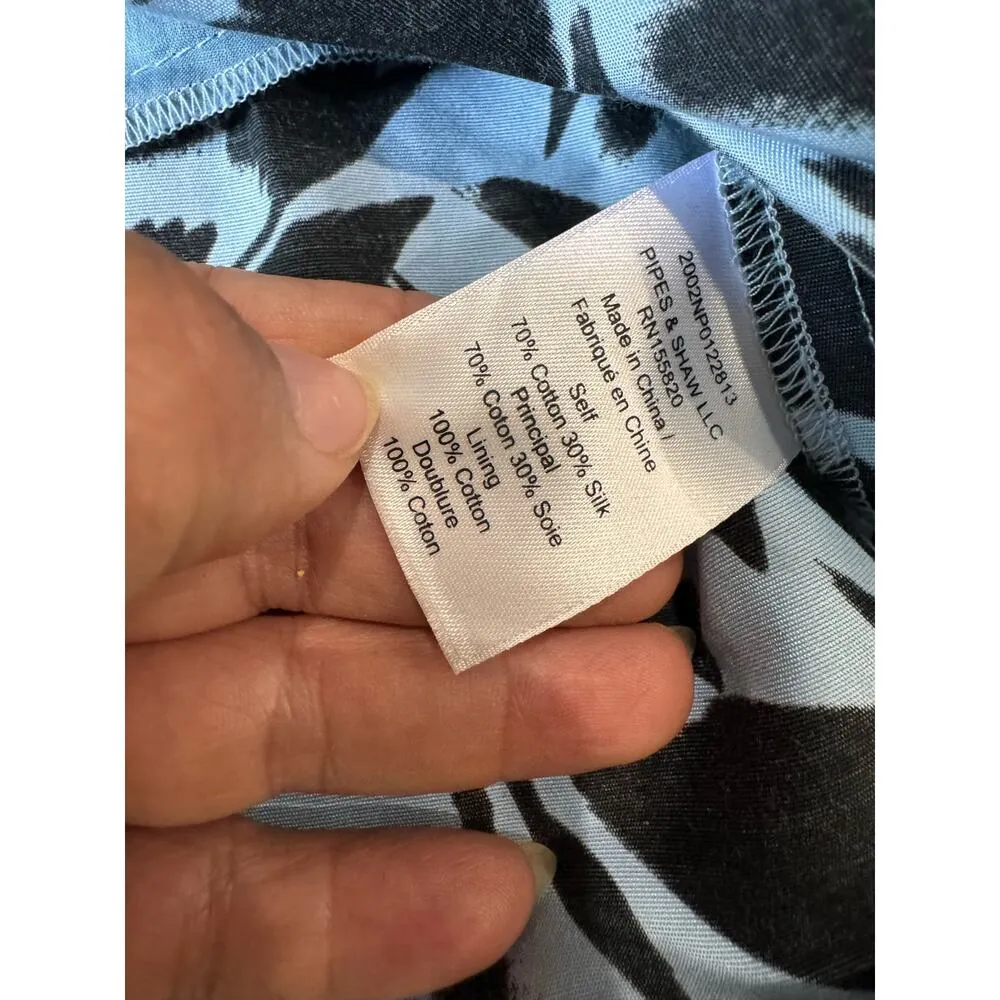 2002NP0122813
PIPES & SHAW LLC
RN155820
Made in China /
Fabriqué en Chine
Self
70% Cotton 30% Silk
Principal
70% Coton 30% Soie
Lining
100% Cotton
Doublure
100% Coton